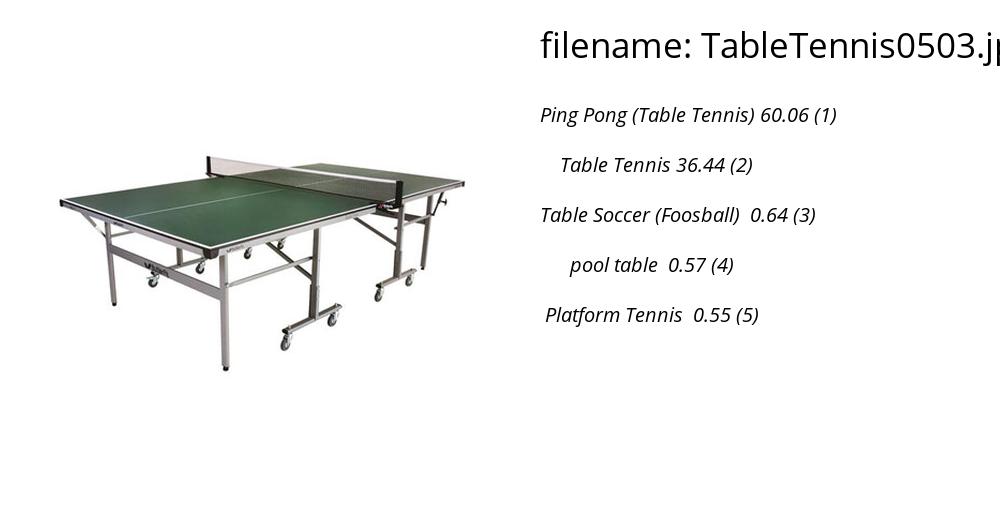 filename: TableTennis0503.jp
Ping Pong (Table Tennis) 60.06 (1)
Table Tennis 36.44 (2)
Table Soccer (Foosball) 0.64 (3)
pool table 0.57 (4)
Platform Tennis 0.55 (5)